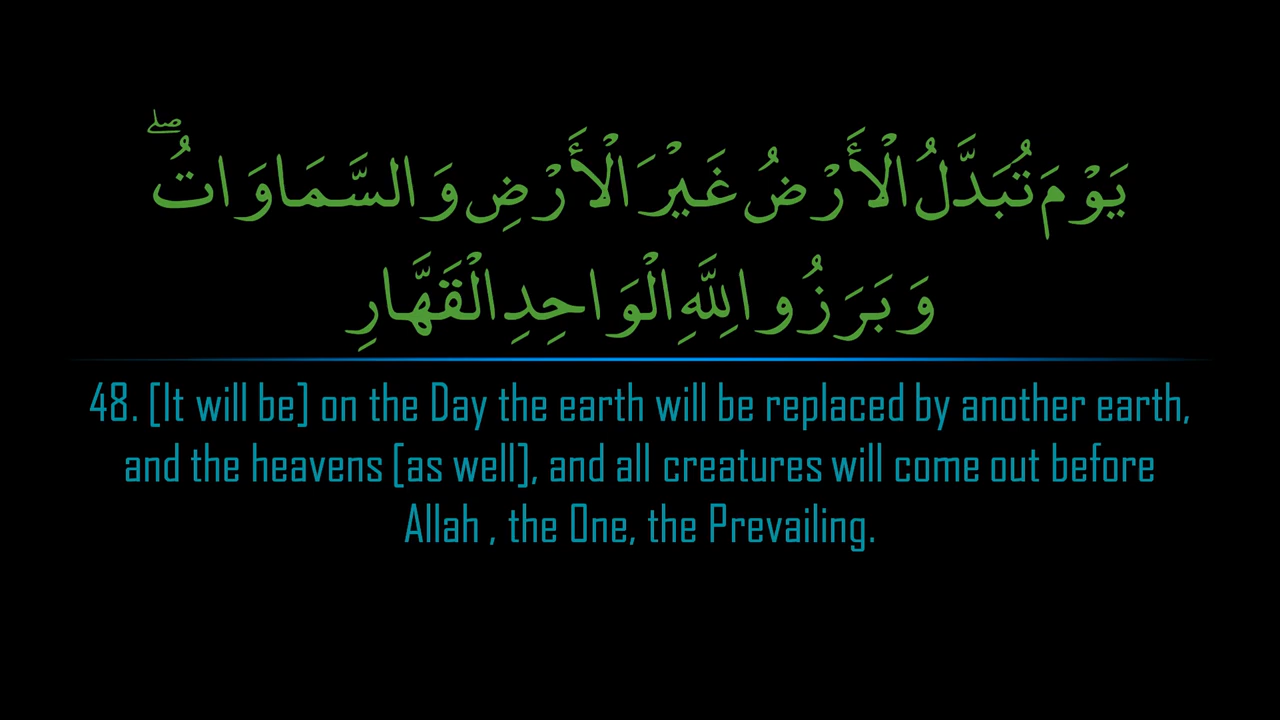 يَوْمَ تُبَدَّلُ الْأَرْضُ غَيْرَ الْأَرْضِ وَالسَّمَاوَاتُ ۖ
وَبَرَزُوا لِلَّهِ الْوَاحِدِ الْقَهَّارِ
48. [It will be] on the Day the earth will be replaced by another earth,
and the heavens [as well], and all creatures will come out before
Allah , the One, the Prevailing.